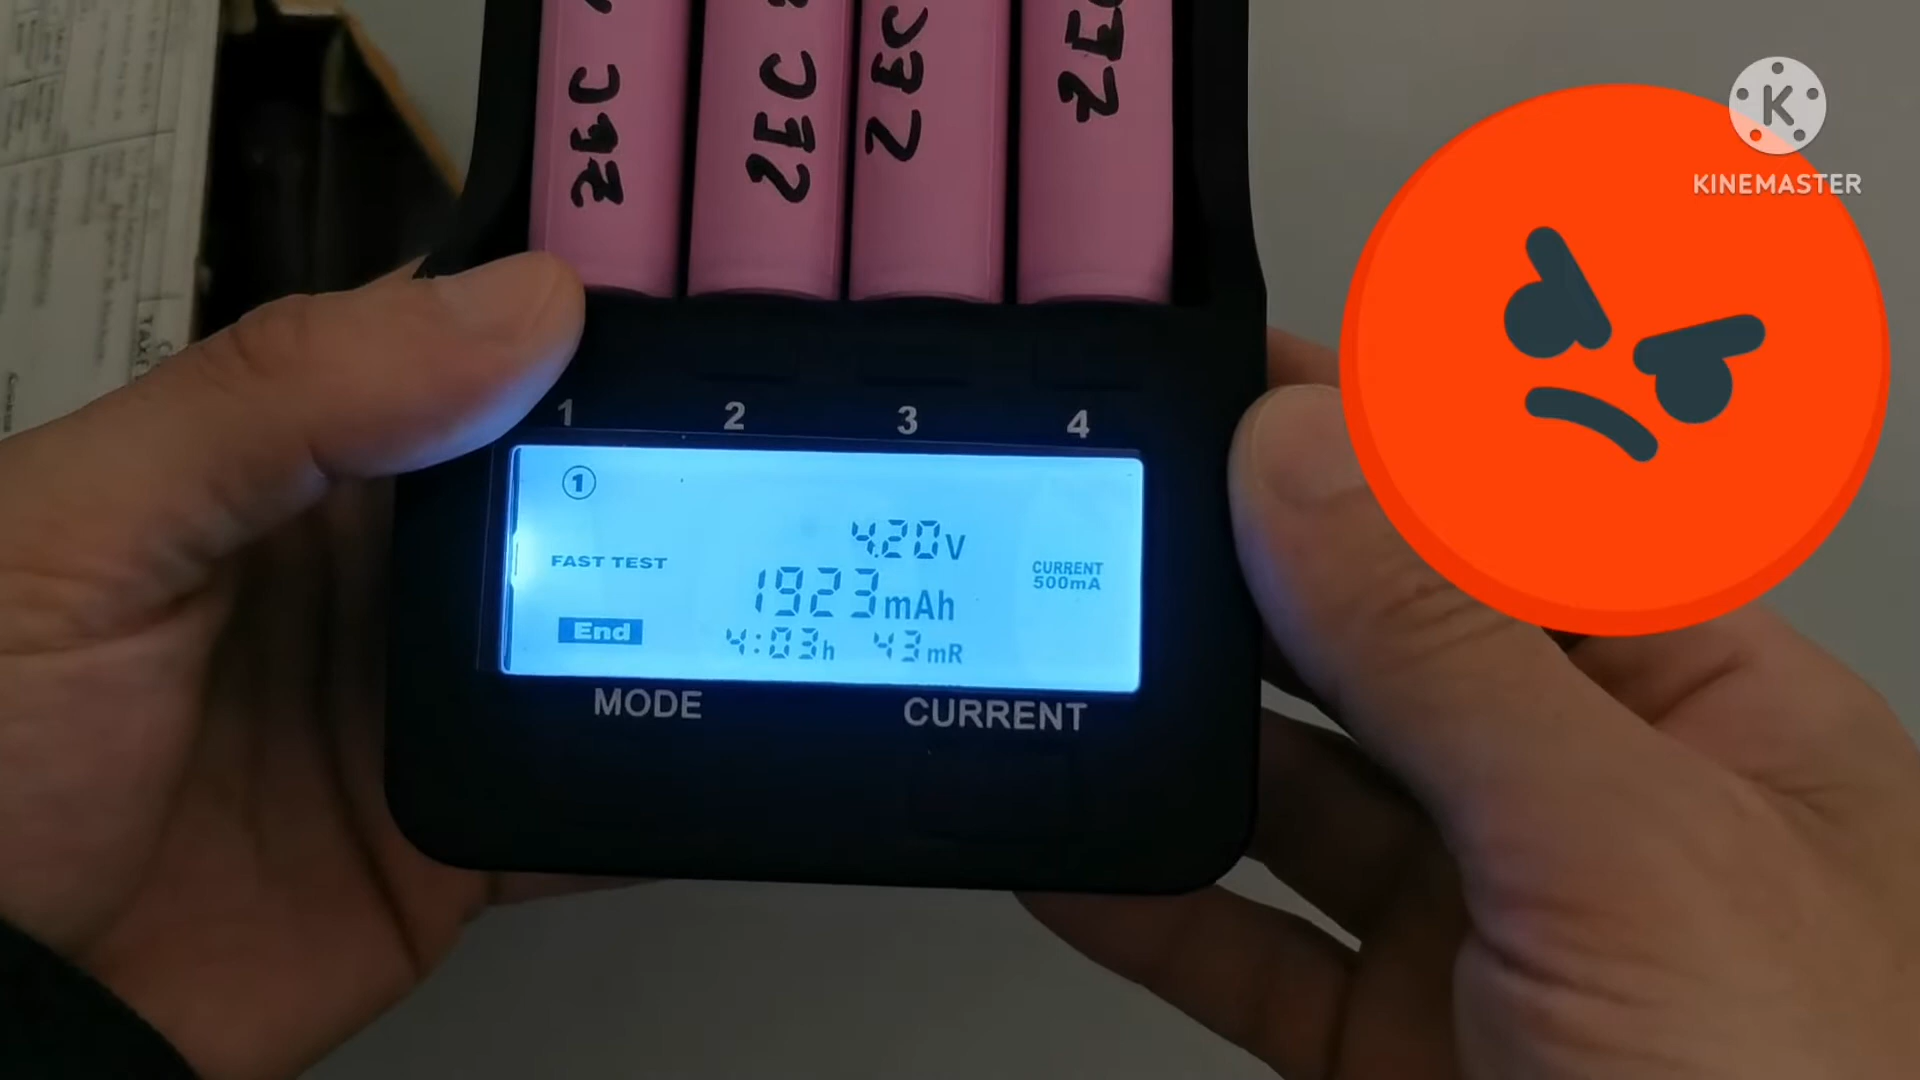 ZEC
ZEC
ZEC
ZEC
K
KINEMASTER
1 2 3 4
1
4.20V
FAST TEST
1923mAh
CURRENT
500mA
End
4:03h 43mR
MODE
CURRENT